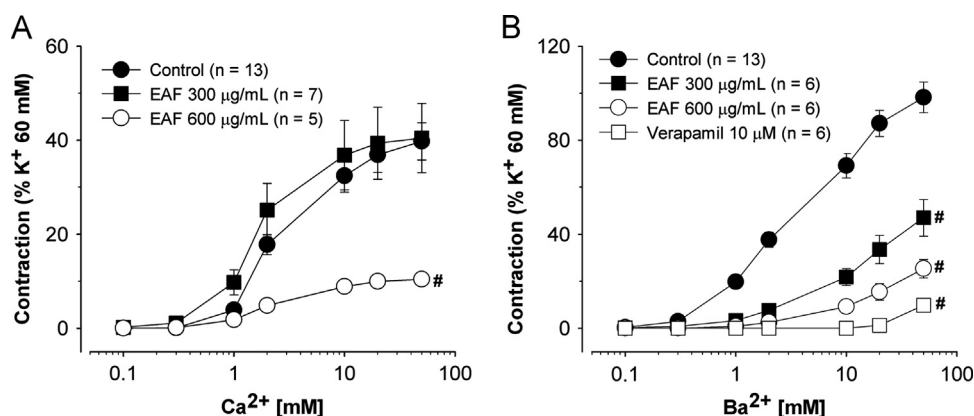 A
Contraction (% K⁺ 60 mM)
60
40
20
0
Control (n = 13)
EAF 300 μg/mL (n = 7)
EAF 600 μg/mL (n = 5)
#
0.1
1
10
100
Ca²⁺ [mM]
B
Contraction (% K⁺ 60 mM)
120
80
40
0
Control (n = 13)
EAF 300 μg/mL (n = 6)
EAF 600 μg/mL (n = 6)
Verapamil 10 μM (n = 6)
#
#
#
0.1
1
10
100
Ba²⁺ [mM]